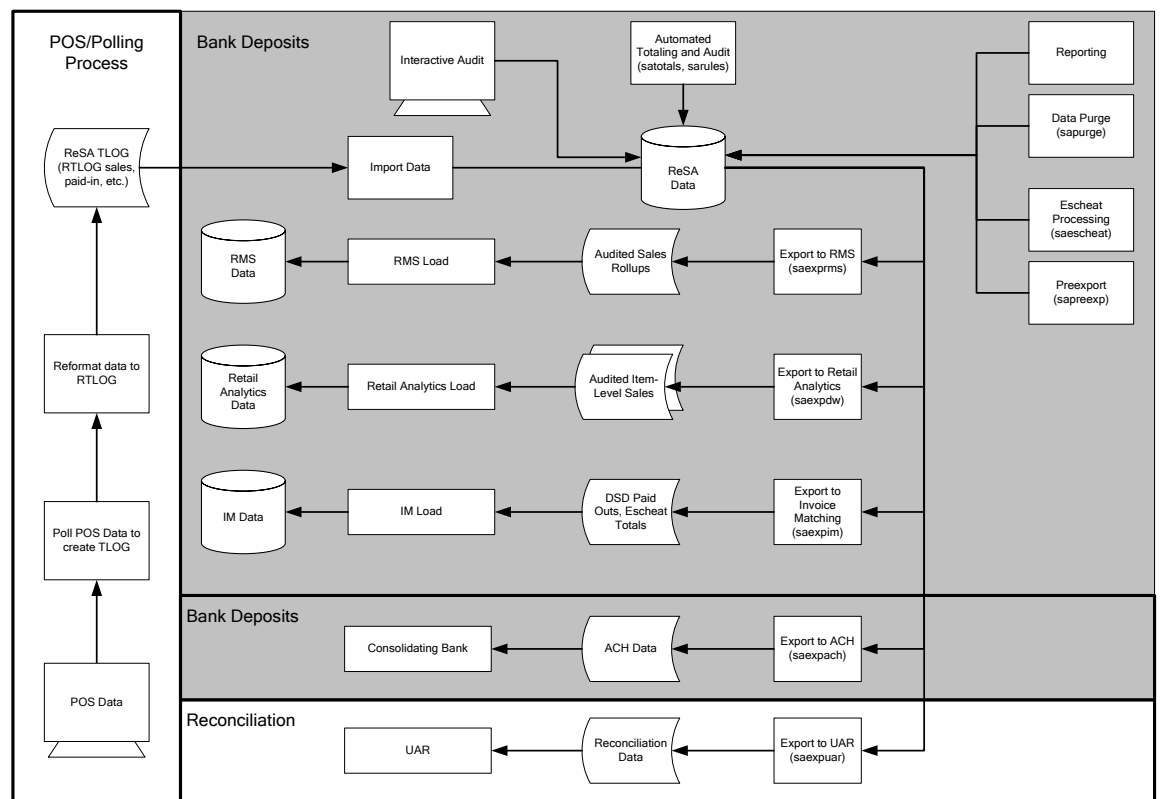 POS/Polling
Process
Bank Deposits
Interactive Audit
Automated
Totaling and Audit
(satotals, sarules)
Reporting
Data Purge
(sapurge)
ReSA TLOG
(RTLOG sales,
paid-in, etc.)
Import Data
ReSA
Data
Escheat
Processing
(saescheat)
RMS
Data
RMS Load
Audited Sales
Rollups
Export to RMS
(saexprms)
Preexport
(sapreexp)
Reformat data to
RTLOG
Retail
Analytics
Data
Retail Analytics Load
Audited Item-
Level Sales
Export to Retail
Analytics
(saexpdw)
Poll POS Data to
create TLOG
IM Data
IM Load
DSD Paid
Outs, Escheat
Totals
Export to
Invoice
Matching
(saexpim)
Bank Deposits
Consolidating Bank
ACH Data
Export to ACH
(saexpach)
POS Data
Reconciliation
UAR
Reconciliation
Data
Export to UAR
(saexpuar)